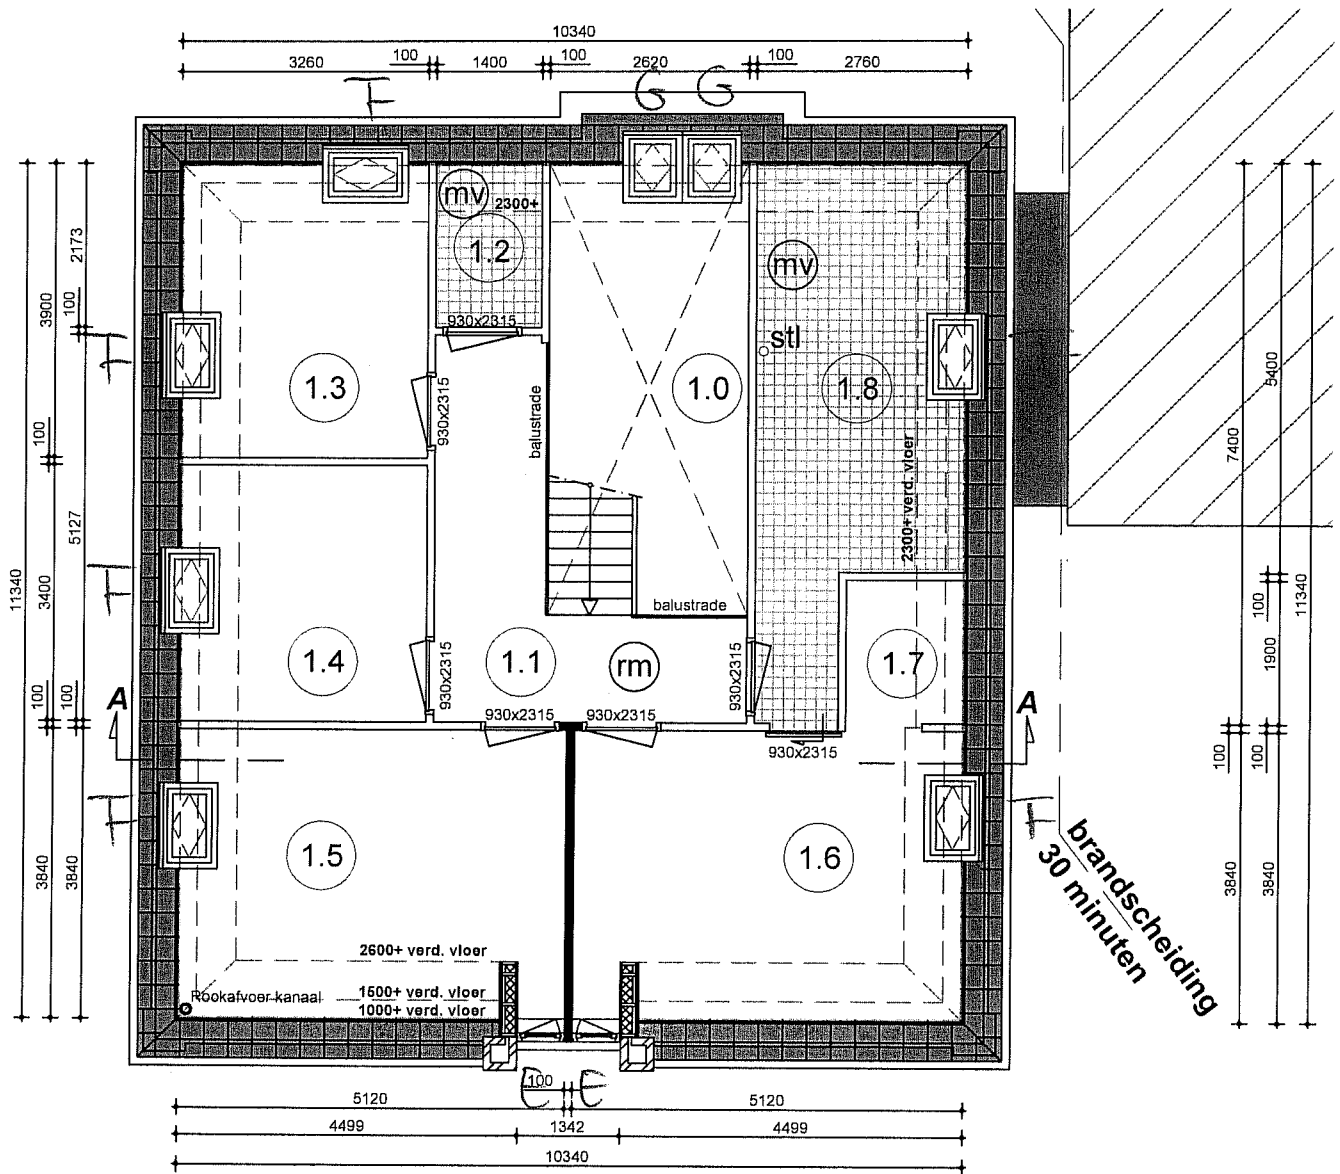 10340
3260 100 1400 100 2620 100 2760
F G G
mv 2300+
1.2
930x2315
mv
stl
F
1.3
930x2315
balustrade
1.0
1.8
2300+ verd. vloer
F
1.4
930x2315
1.1
rm
balustrade
930x2315
1.7
A
A
930x2315 930x2315
930x2315
F
1.5
1.6
F
brandscheiding
30 minuten
2600+ verd. vloer
Rookafvoer kanaal
1500+ verd. vloer
1000+ verd. vloer
11340
3900
100
3400
100
3840
2173
100
5127
100
3840
7400
100
3840
5400
100
1900
100
3840
11340
E E
100
5120 5120
4499 1342 4499
10340